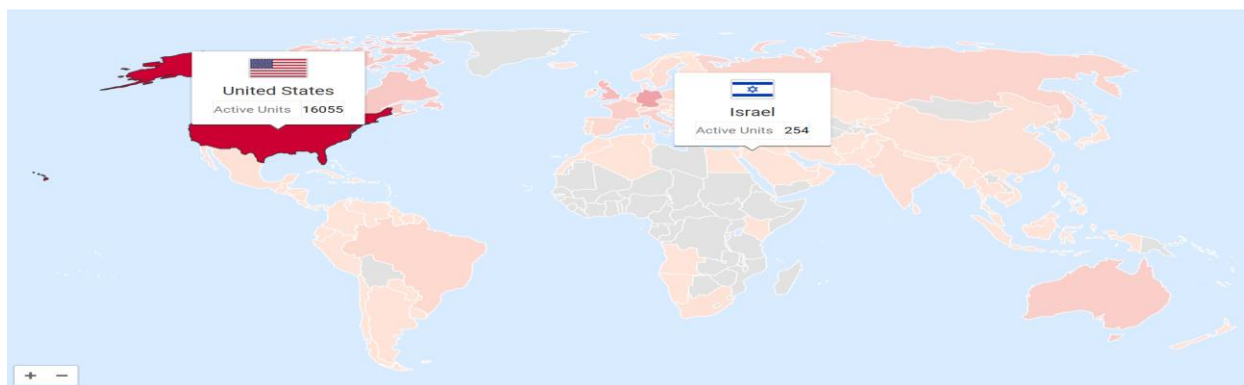 United States
Active Units 16055
Israel
Active Units 254
+ −